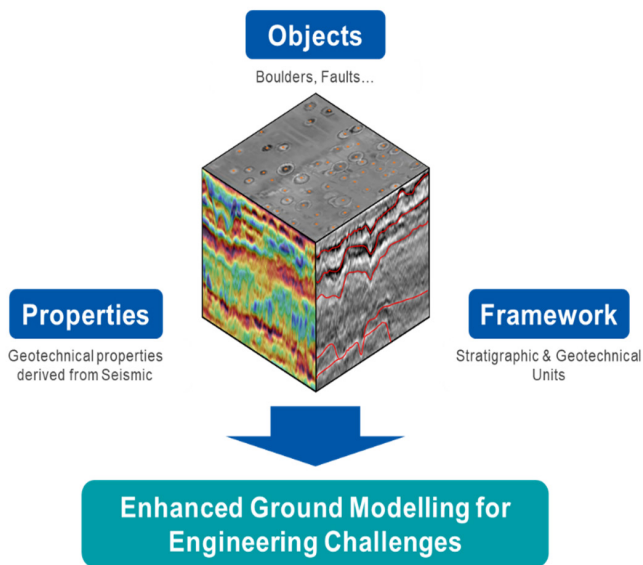 Objects
Boulders, Faults…
Properties
Geotechnical properties
derived from Seismic
Framework
Stratigraphic & Geotechnical
Units
Enhanced Ground Modelling for
Engineering Challenges